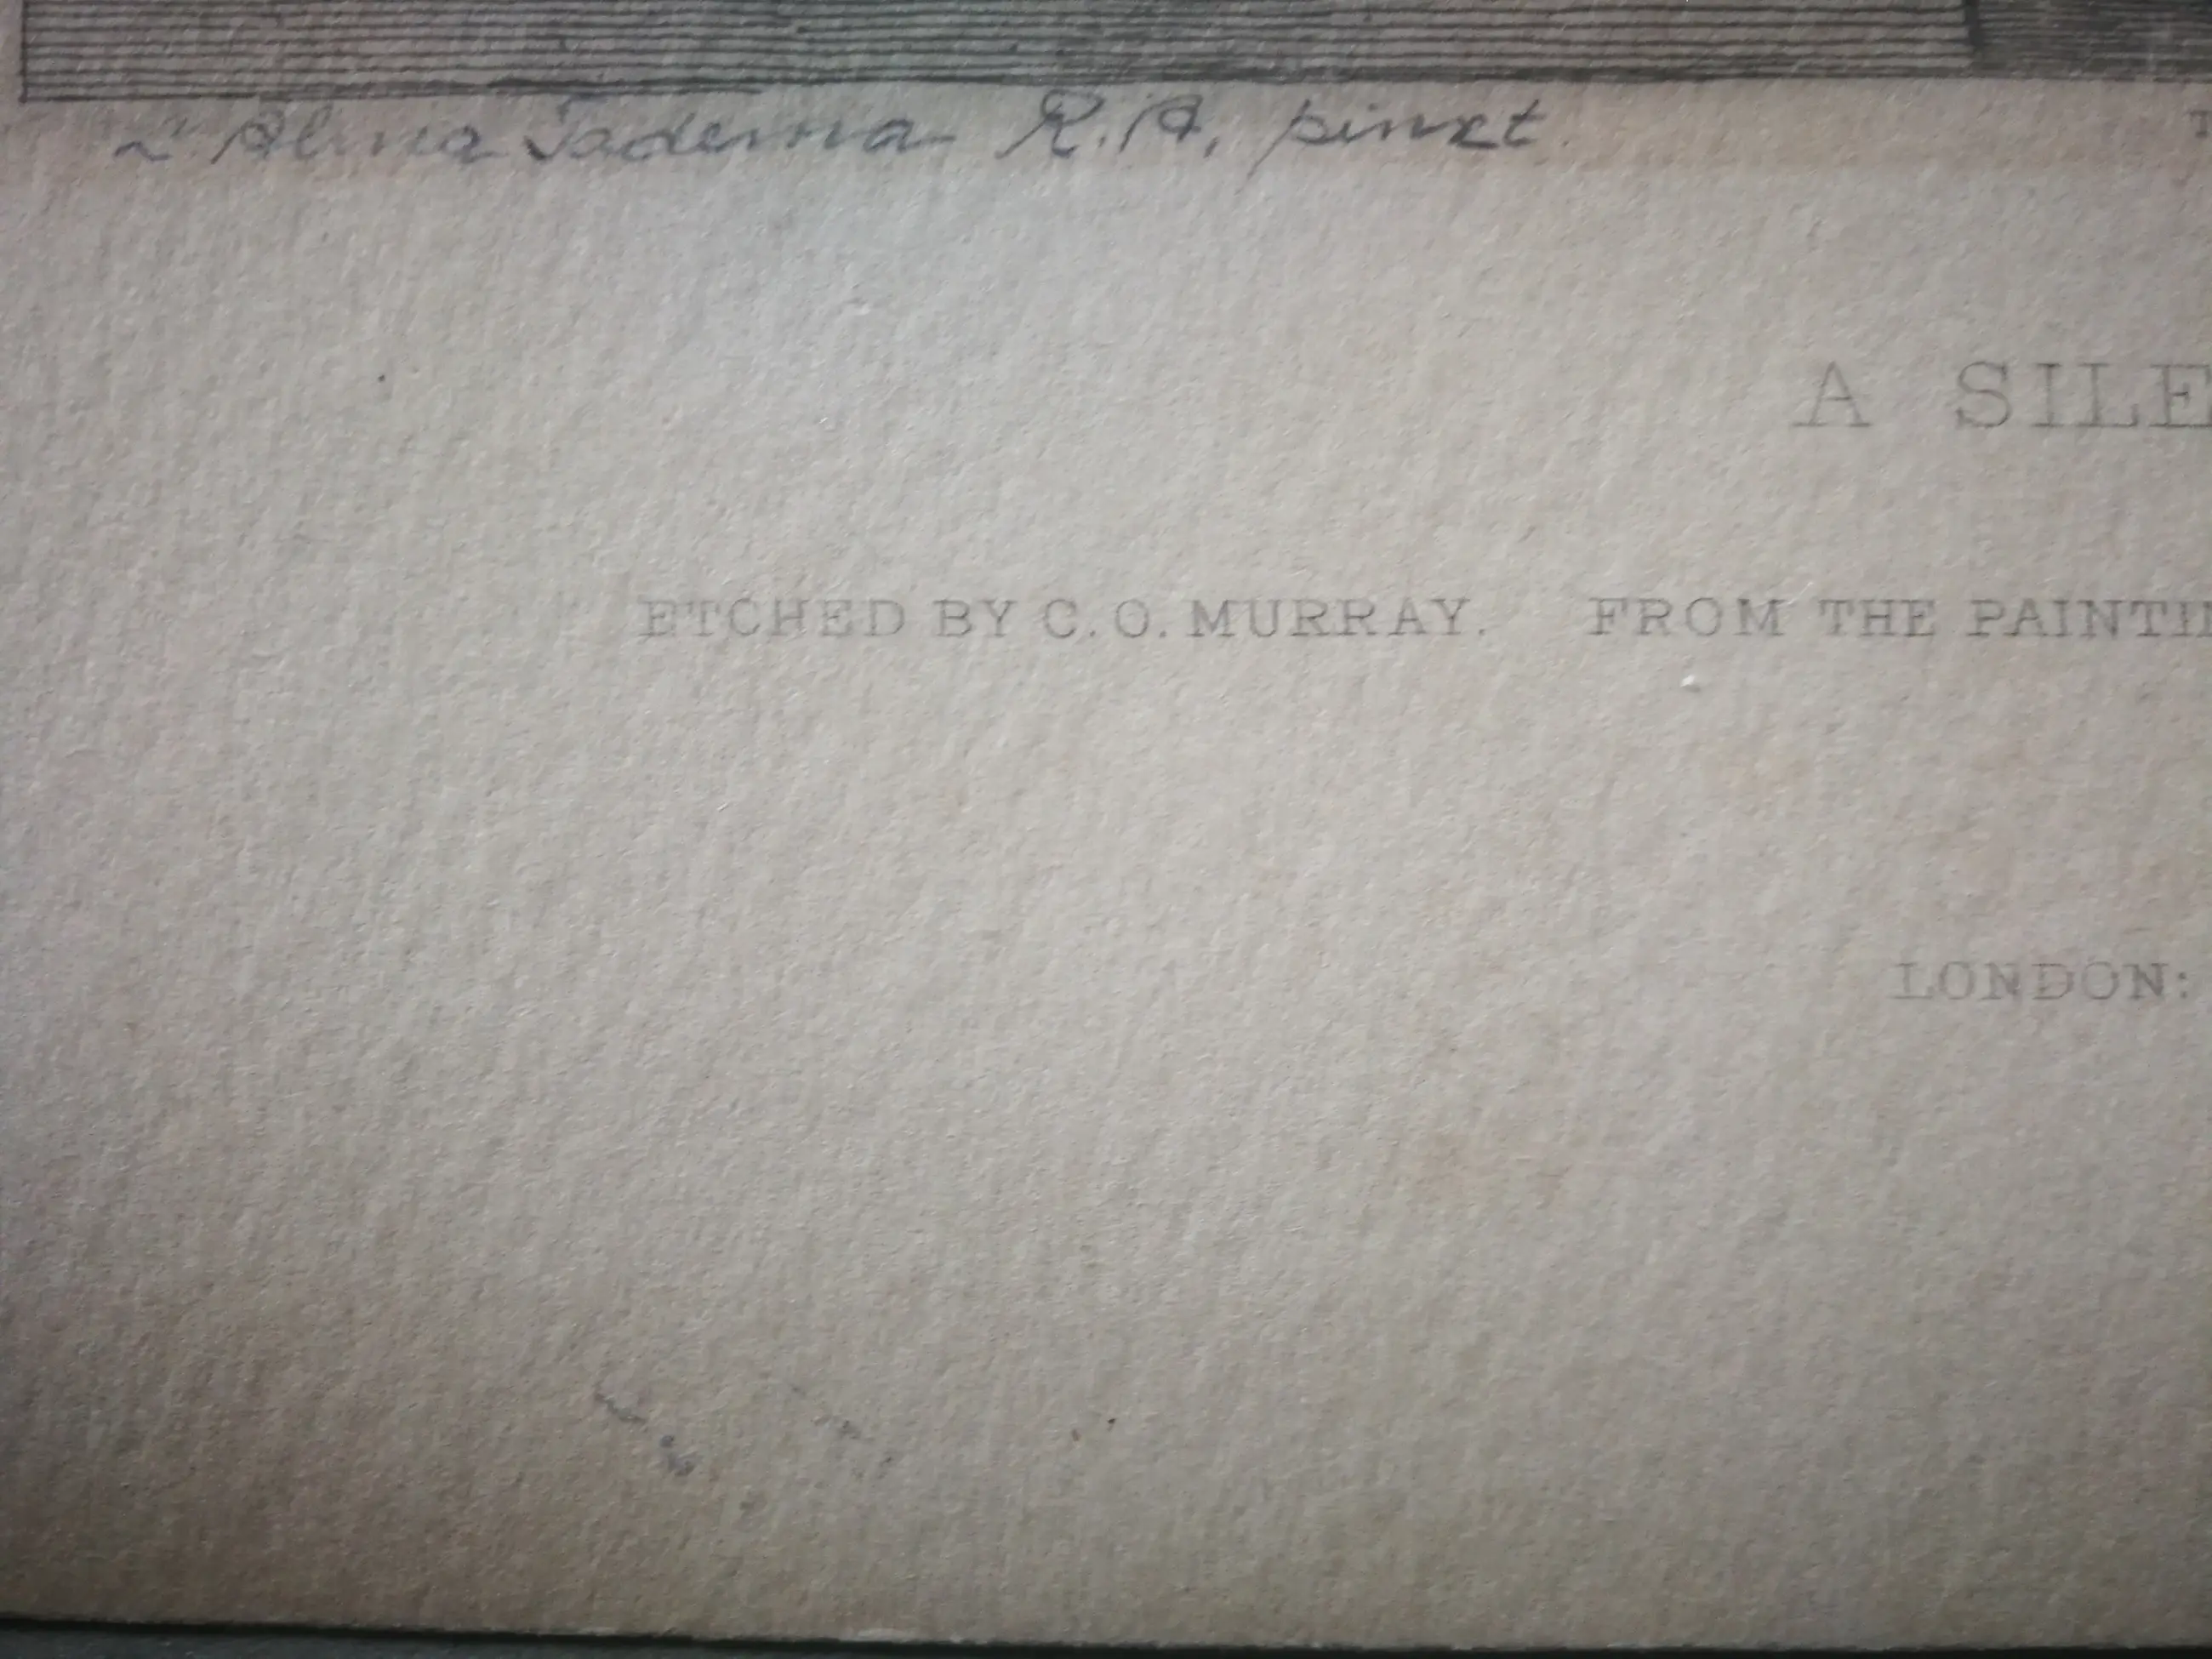 Alma Tadema R.A. pinxt
A SILE
ETCHED BY C. O. MURRAY. FROM THE PAINTI
LONDON: